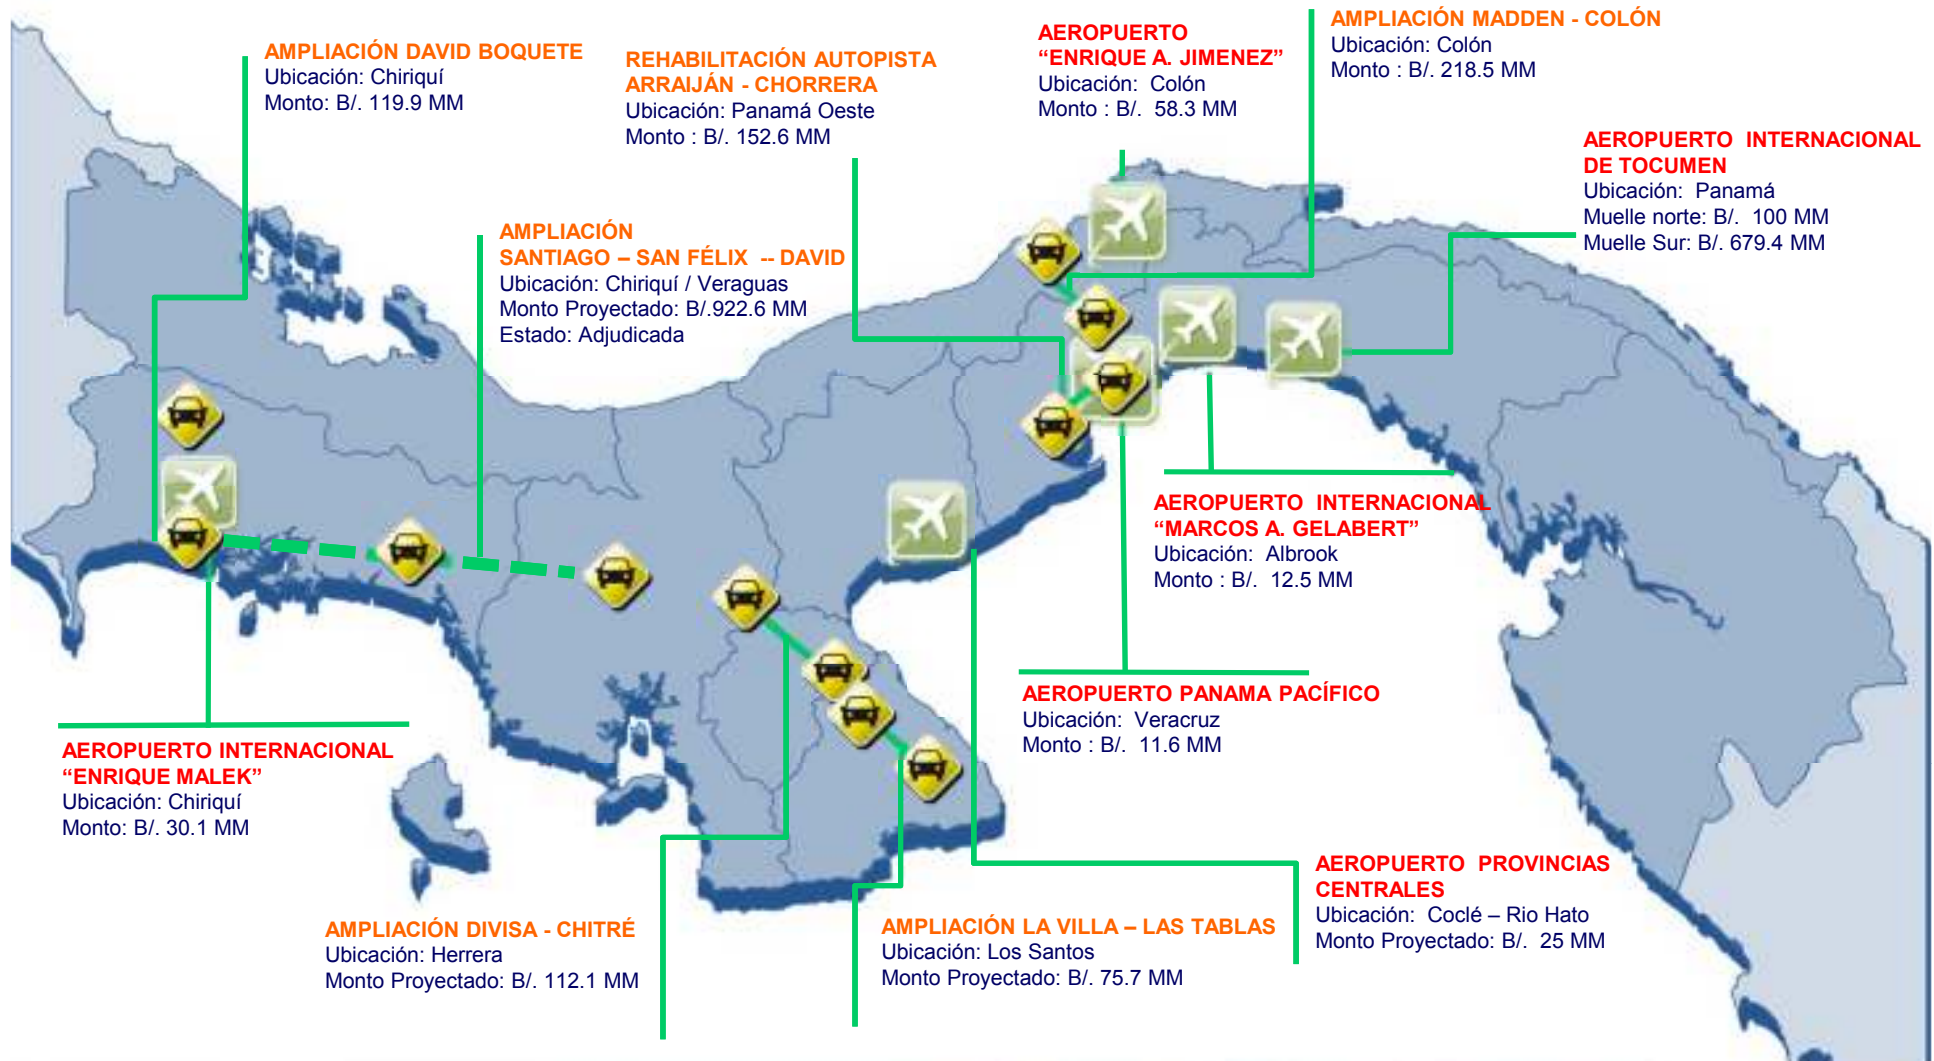 AMPLIACIÓN DAVID BOQUETE
Ubicación: Chiriquí
Monto: B/. 119.9 MM
REHABILITACIÓN AUTOPISTA
ARRAIJÁN - CHORRERA
Ubicación: Panamá Oeste
Monto : B/. 152.6 MM
AEROPUERTO
“ENRIQUE A. JIMENEZ”
Ubicación: Colón
Monto : B/. 58.3 MM
AMPLIACIÓN MADDEN - COLÓN
Ubicación: Colón
Monto : B/. 218.5 MM
AEROPUERTO INTERNACIONAL
DE TOCUMEN
Ubicación: Panamá
Muelle norte: B/. 100 MM
Muelle Sur: B/. 679.4 MM
AMPLIACIÓN
SANTIAGO – SAN FÉLIX -- DAVID
Ubicación: Chiriquí / Veraguas
Monto Proyectado: B/.922.6 MM
Estado: Adjudicada
AEROPUERTO INTERNACIONAL
“MARCOS A. GELABERT”
Ubicación: Albrook
Monto : B/. 12.5 MM
AEROPUERTO PANAMA PACÍFICO
Ubicación: Veracruz
Monto : B/. 11.6 MM
AEROPUERTO INTERNACIONAL
“ENRIQUE MALEK”
Ubicación: Chiriquí
Monto: B/. 30.1 MM
AEROPUERTO PROVINCIAS
CENTRALES
Ubicación: Coclé – Rio Hato
Monto Proyectado: B/. 25 MM
AMPLIACIÓN DIVISA - CHITRÉ
Ubicación: Herrera
Monto Proyectado: B/. 112.1 MM
AMPLIACIÓN LA VILLA – LAS TABLAS
Ubicación: Los Santos
Monto Proyectado: B/. 75.7 MM